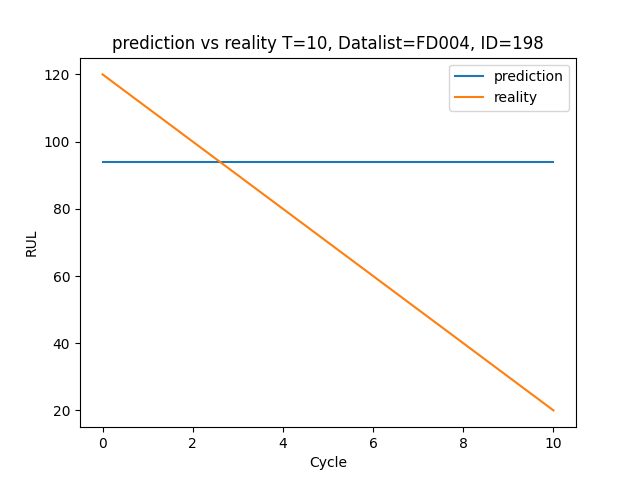 prediction vs reality T=10, Datalist=FD004, ID=198
prediction
reality
RUL
120
100
80
60
40
20
0 2 4 6 8 10
Cycle